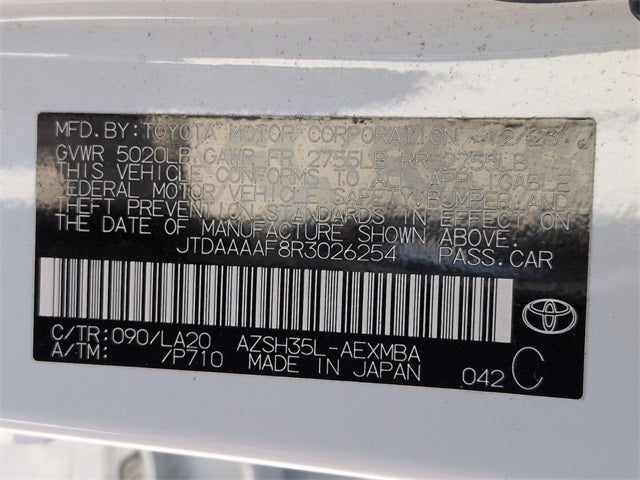 MFD.BY:TOYOTA MOTOR CORPORATION 12/23
GVWR 5020LB GAWR FR 2755LB RR 2755LB
THIS VEHICLE CONFORMS TO ALL APPLICABLE
FEDERAL MOTOR VEHICLE SAFETY, BUMPER, AND
THEFT PREVENTION STANDARDS IN EFFECT ON
THE DATE OF MANUFACTURE SHOWN ABOVE.
JTDAAAAF8R3026254 PASS.CAR
C/TR:090/LA20 AZSH35L-AEXMBA
A/TM: /P710 MADE IN JAPAN 042 C